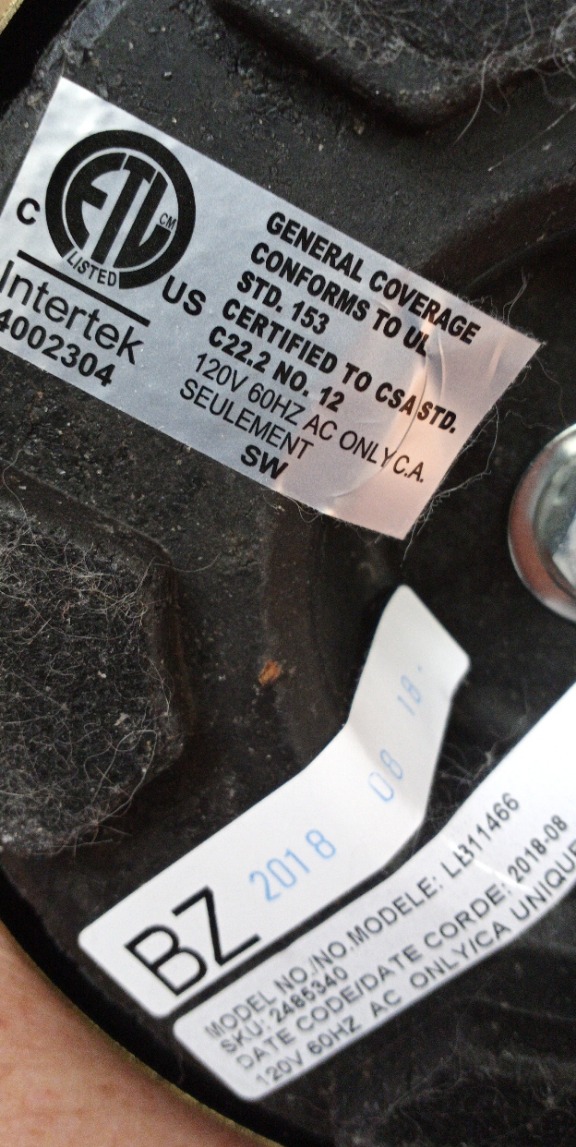 C
ETL
CM
LISTED
US
Intertek
4002304
GENERAL COVERAGE
CONFORMS TO UL
STD. 153
CERTIFIED TO CSA STD.
C22.2 NO. 12
120V 60HZ AC ONLY/C.A.
SEULEMENT
SW
BZ 2018 08 18
MODEL NO./NO.MODELE: LB11466
SKU: 2485340
DATE CODE/DATE CORDE: 2018-08
120V 60HZ AC ONLY/CA UNIQUE